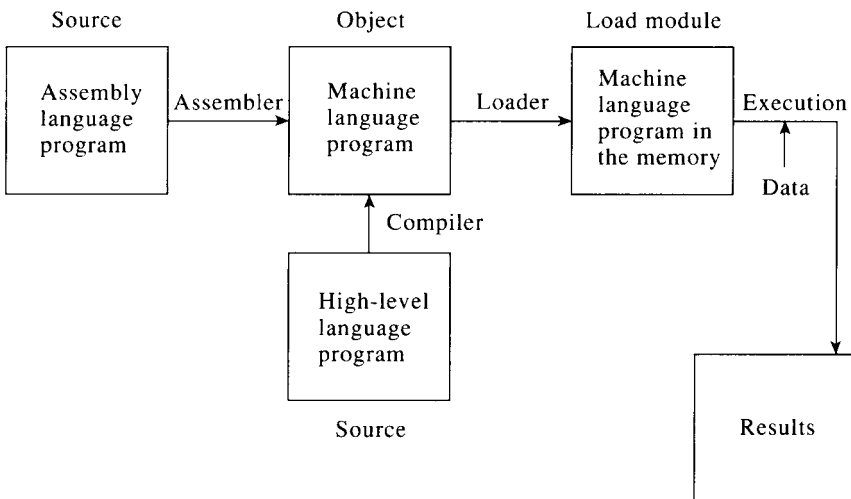 Source
Object
Load module
Assembly
language
program
Assembler
Machine
language
program
Loader
Machine
language
program in
the memory
Execution
Data
Compiler
High-level
language
program
Source
Results